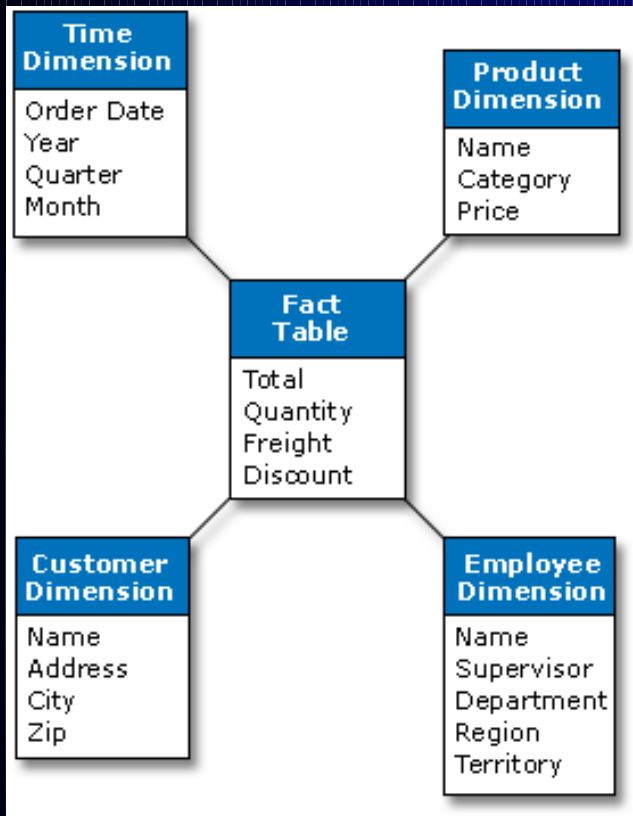 Time
Dimension
Order Date
Year
Quarter
Month
Product
Dimension
Name
Category
Price
Fact
Table
Total
Quantity
Freight
Discount
Customer
Dimension
Name
Address
City
Zip
Employee
Dimension
Name
Supervisor
Department
Region
Territory